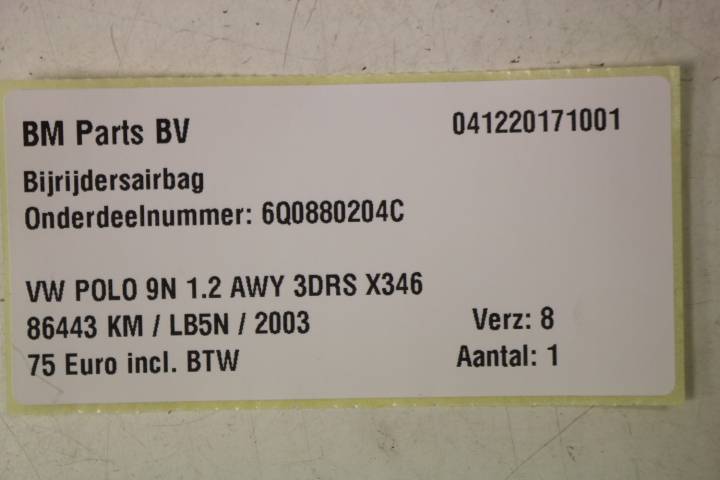 BM Parts BV 041220171001
Bijrijdersairbag
Onderdeelnummer: 6Q0880204C
VW POLO 9N 1.2 AWY 3DRS X346
86443 KM / LB5N / 2003 Verz: 8
75 Euro incl. BTW Aantal: 1